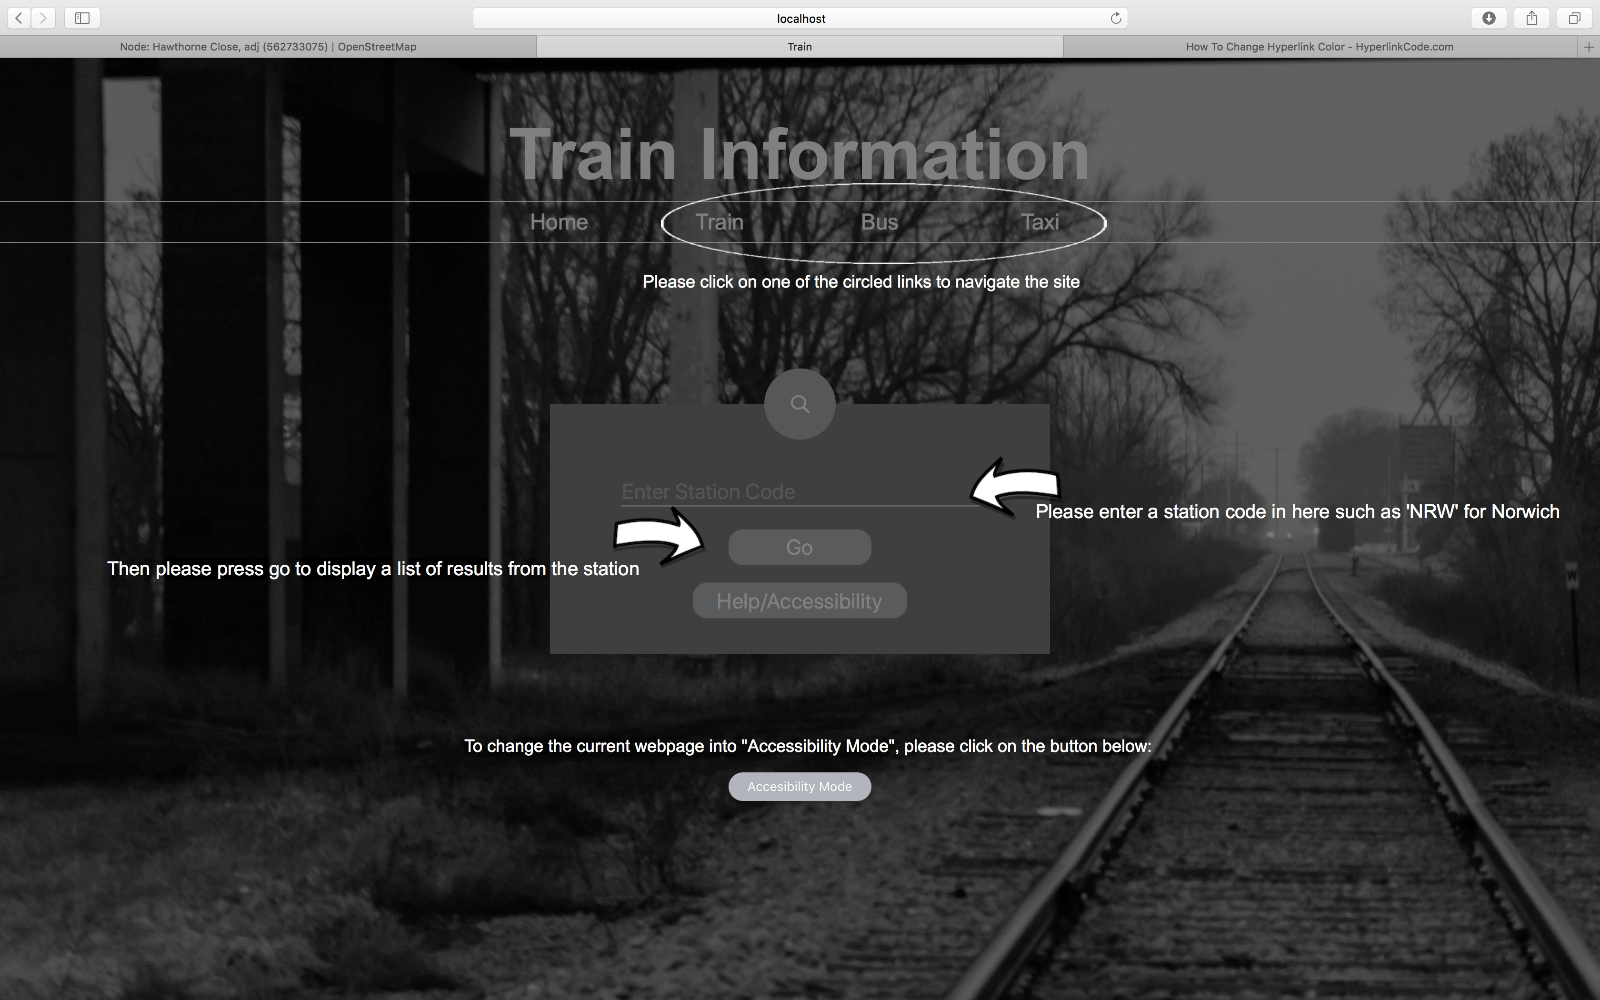 localhost
Node: Hawthorne Close, adj (562733075) | OpenStreetMap
Train
How To Change Hyperlink Color - HyperlinkCode.com
Train Information
Home
Train
Bus
Taxi
Please click on one of the circled links to navigate the site
Enter Station Code
Please enter a station code in here such as 'NRW' for Norwich
Go
Then please press go to display a list of results from the station
Help/Accessibility
To change the current webpage into "Accessibility Mode", please click on the button below:
Accesibility Mode